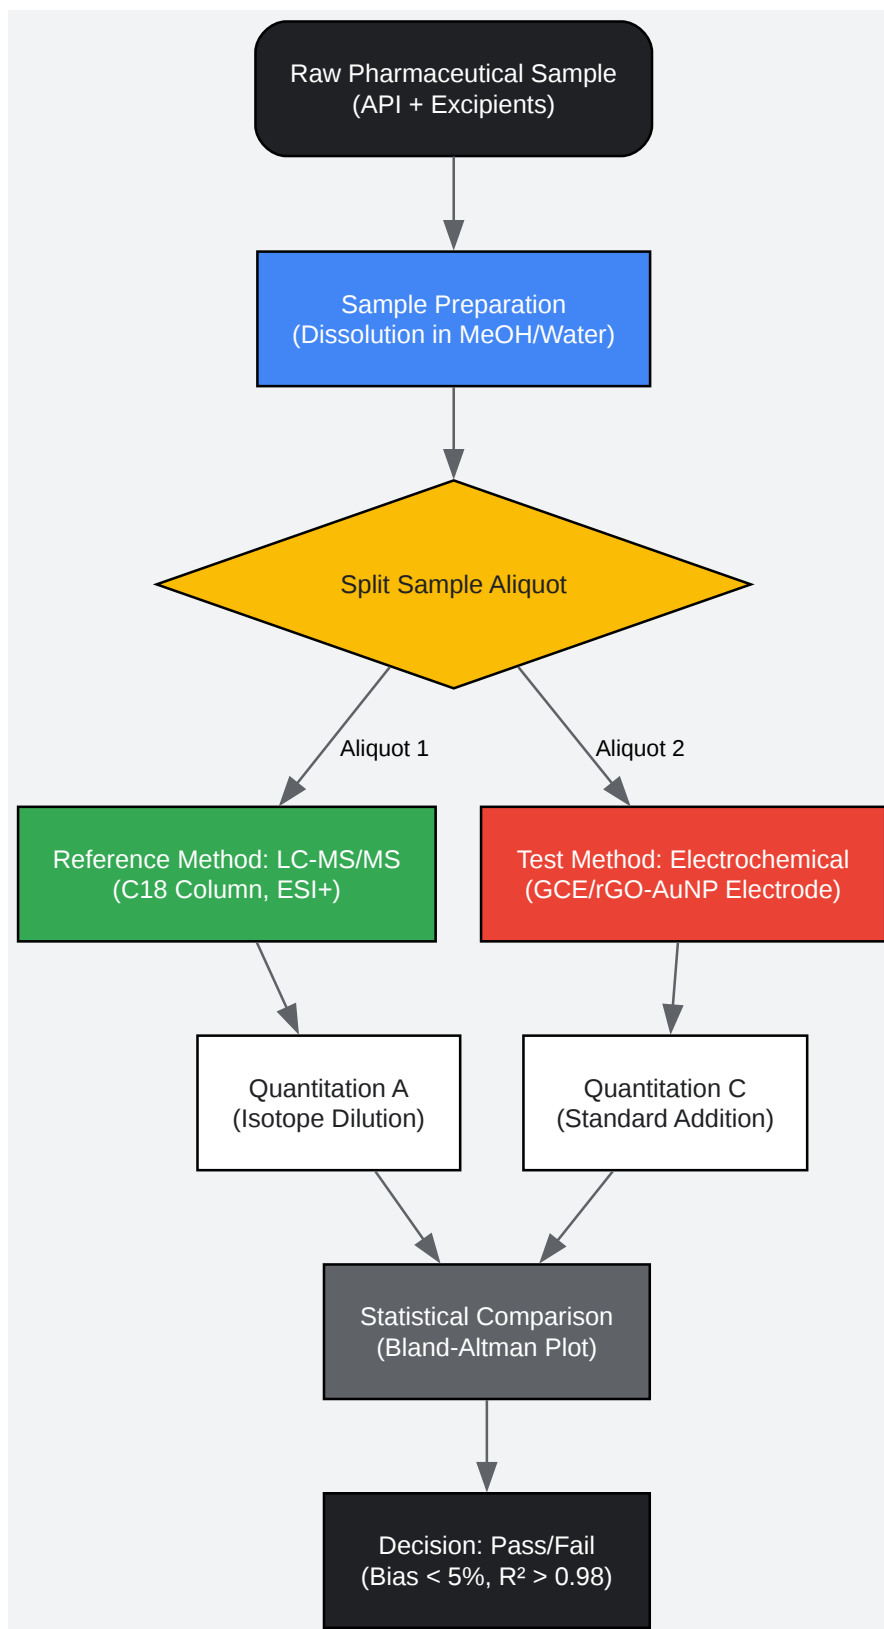 Raw Pharmaceutical Sample
(API + Excipients)
Sample Preparation
(Dissolution in MeOH/Water)
Split Sample Aliquot
Aliquot 1
Aliquot 2
Reference Method: LC-MS/MS
(C18 Column, ESI+)
Test Method: Electrochemical
(GCE/rGO-AuNP Electrode)
Quantitation A
(Isotope Dilution)
Quantitation C
(Standard Addition)
Statistical Comparison
(Bland-Altman Plot)
Decision: Pass/Fail
(Bias < 5%, R² > 0.98)